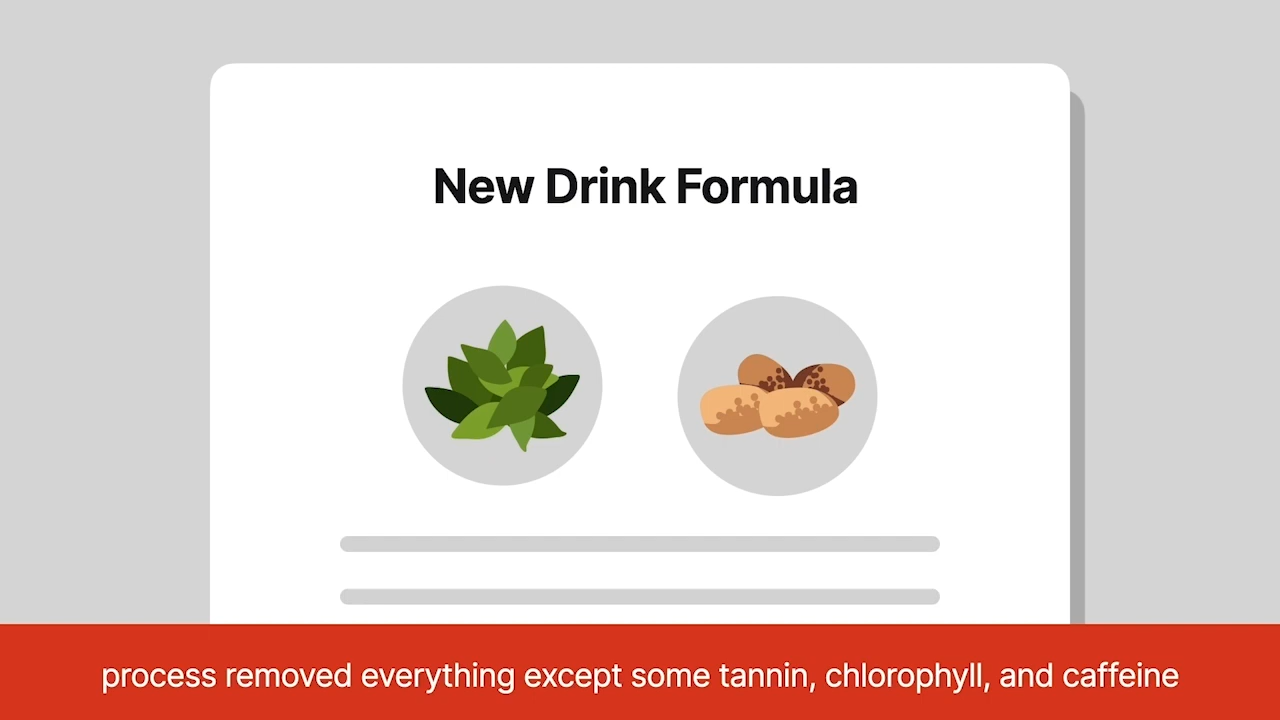 New Drink Formula
process removed everything except some tannin, chlorophyll, and caffeine